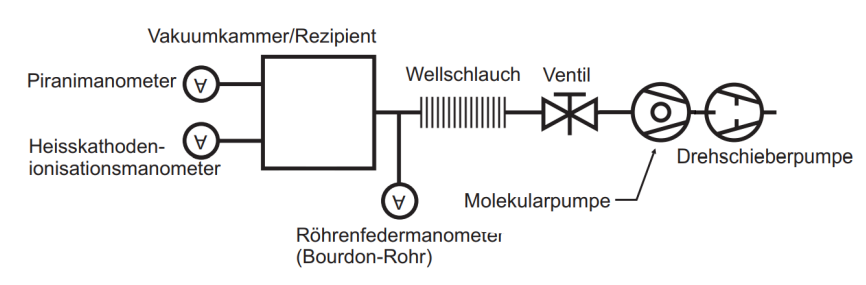 Vakuumkammer/Rezipient
Piranimanometer
Wellschlauch
Ventil
Heisskathoden-
ionisationsmanometer
Drehschieberpumpe
Molekularpumpe
Röhrenfedermanometer
(Bourdon-Rohr)